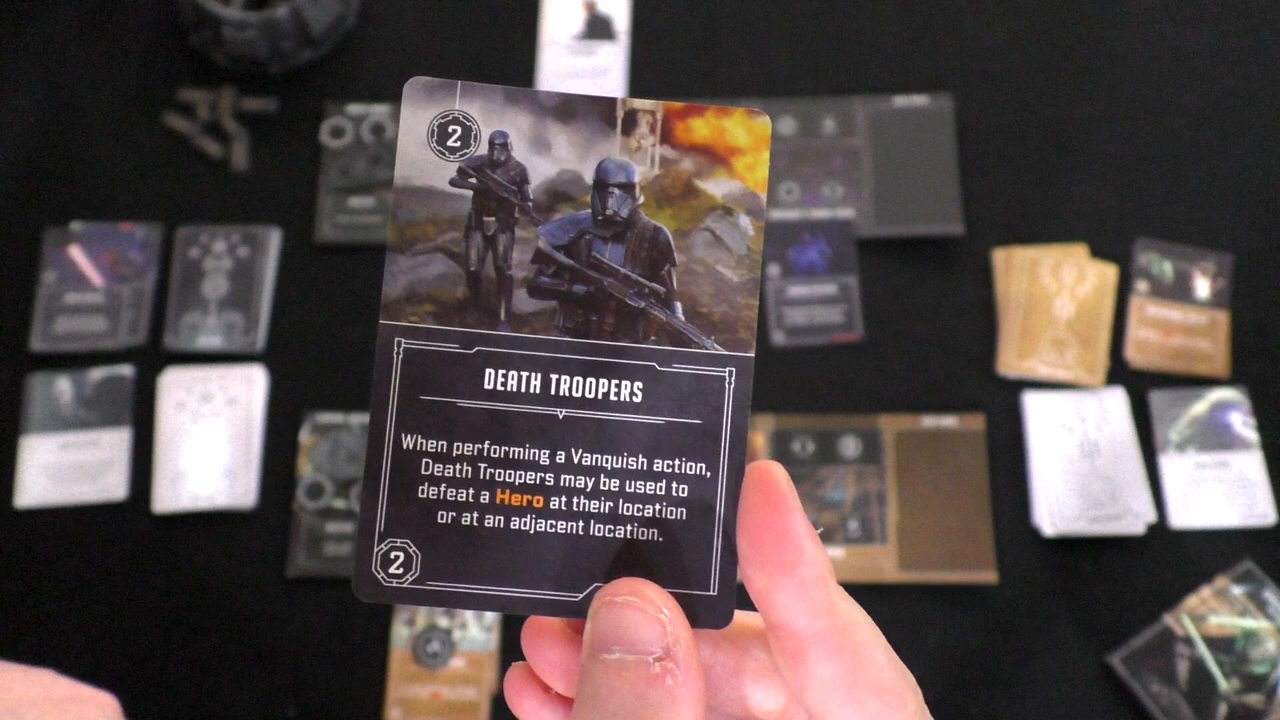 2
DEATH TROOPERS
When performing a Vanquish action,
Death Troopers may be used to
defeat a Hero at their location
or at an adjacent location.
2